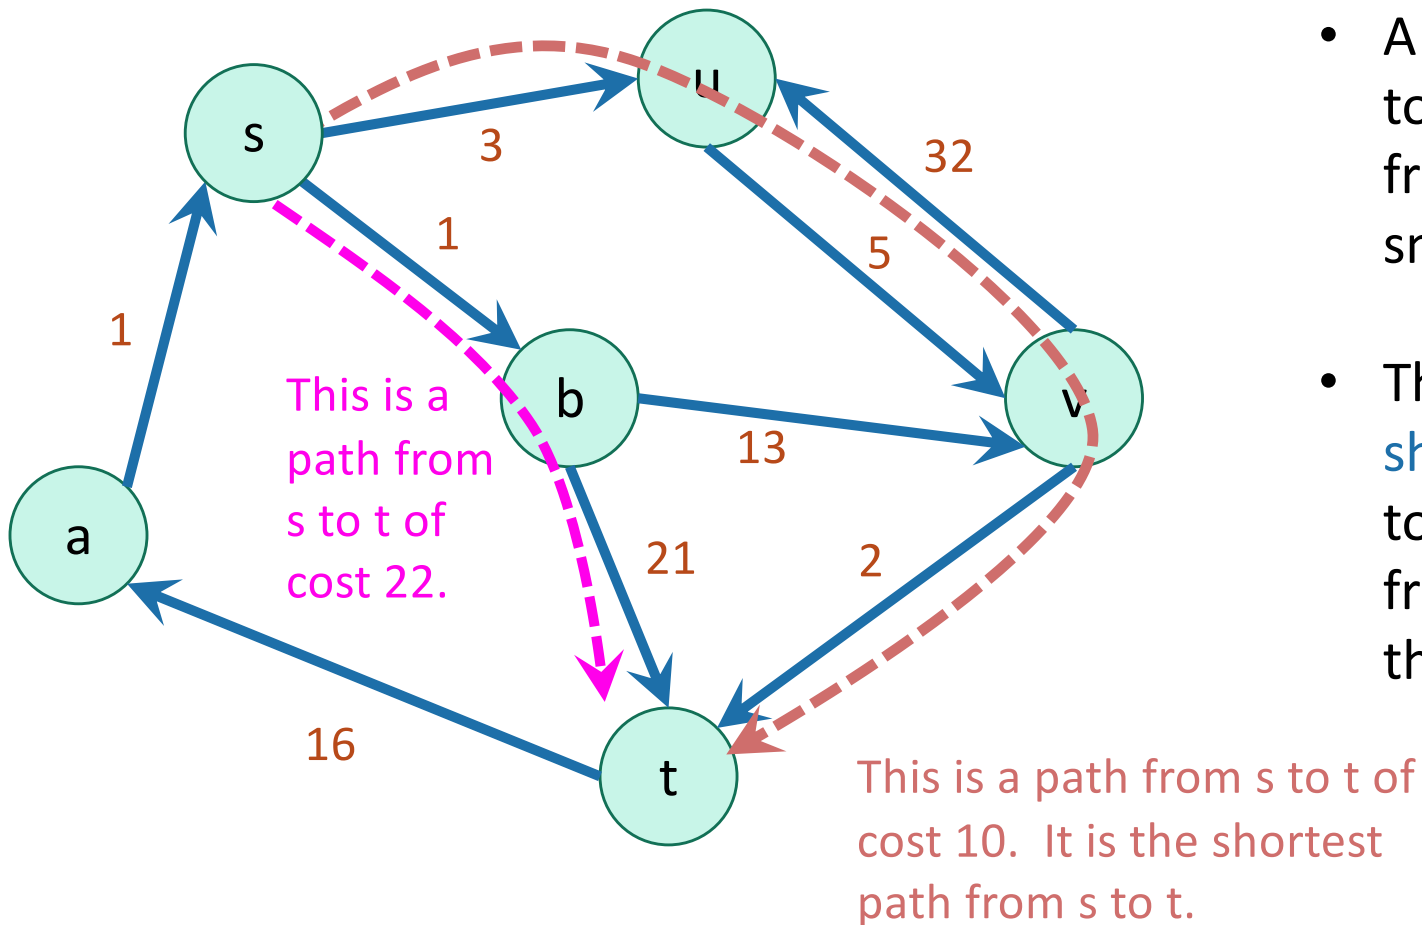 u
s
3
32
1
5
1
b
v
This is a
path from
s to t of
cost 22.
13
a
21
2
16
t
This is a path from s to t of
cost 10. It is the shortest
path from s to t.
• A
to
•